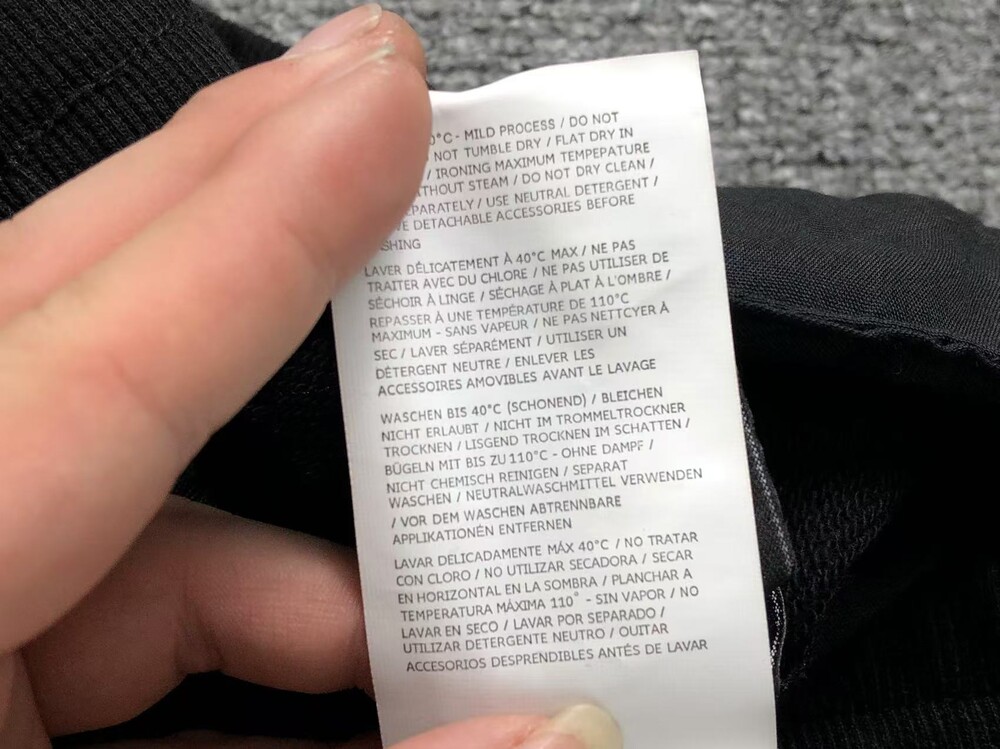 0°C - MILD PROCESS / DO NOT
NOT TUMBLE DRY / FLAT DRY IN
/ IRONING MAXIMUM TEMPEPATURE
THOUT STEAM / DO NOT DRY CLEAN /
EPARATELY / USE NEUTRAL DETERGENT /
VE DETACHABLE ACCESSORIES BEFORE
SHING
LAVER DÉLICATEMENT À 40°C MAX / NE PAS
TRAITER AVEC DU CHLORE / NE PAS UTILISER DE
SÉCHOIR À LINGE / SÉCHAGE À PLAT À L'OMBRE /
REPASSER À UNE TEMPÉRATURE DE 110°C
MAXIMUM - SANS VAPEUR / NE PAS NETTCYER À
SEC / LAVER SÉPARÉMENT / UTILISER UN
DÉTERGENT NEUTRE / ENLEVER LES
ACCESSOIRES AMOVIBLES AVANT LE LAVAGE
WASCHEN BIS 40°C (SCHONEND) / BLEICHEN
NICHT ERLAUBT / NICHT IM TROMMELTROCKNER
TROCKNEN / LISGEND TROCKNEN IM SCHATTEN /
BÜGELN MIT BIS ZU 110°C - OHNE DAMPF /
NICHT CHEMISCH REINIGEN / SEPARAT
WASCHEN / NEUTRALWASCHMITTEL VERWENDEN
/ VOR DEM WASCHEN ABTRENNBARE
APPLIKATIONÉN ENTFERNEN
LAVAR DELICADAMENTE MÁX 40°C / NO TRATAR
CON CLORO / NO UTILIZAR SECADORA / SECAR
EN HORIZONTAL EN LA SOMBRA / PLANCHAR A
TEMPERATURA MÁXIMA 110° - SIN VAPOR / NO
LAVAR EN SECO / LAVAR POR SEPARADO /
UTILIZAR DETERGENTE NEUTRO / OUITAR
ACCESORIOS DESPRENDIBLES ANTÉS DE LAVAR